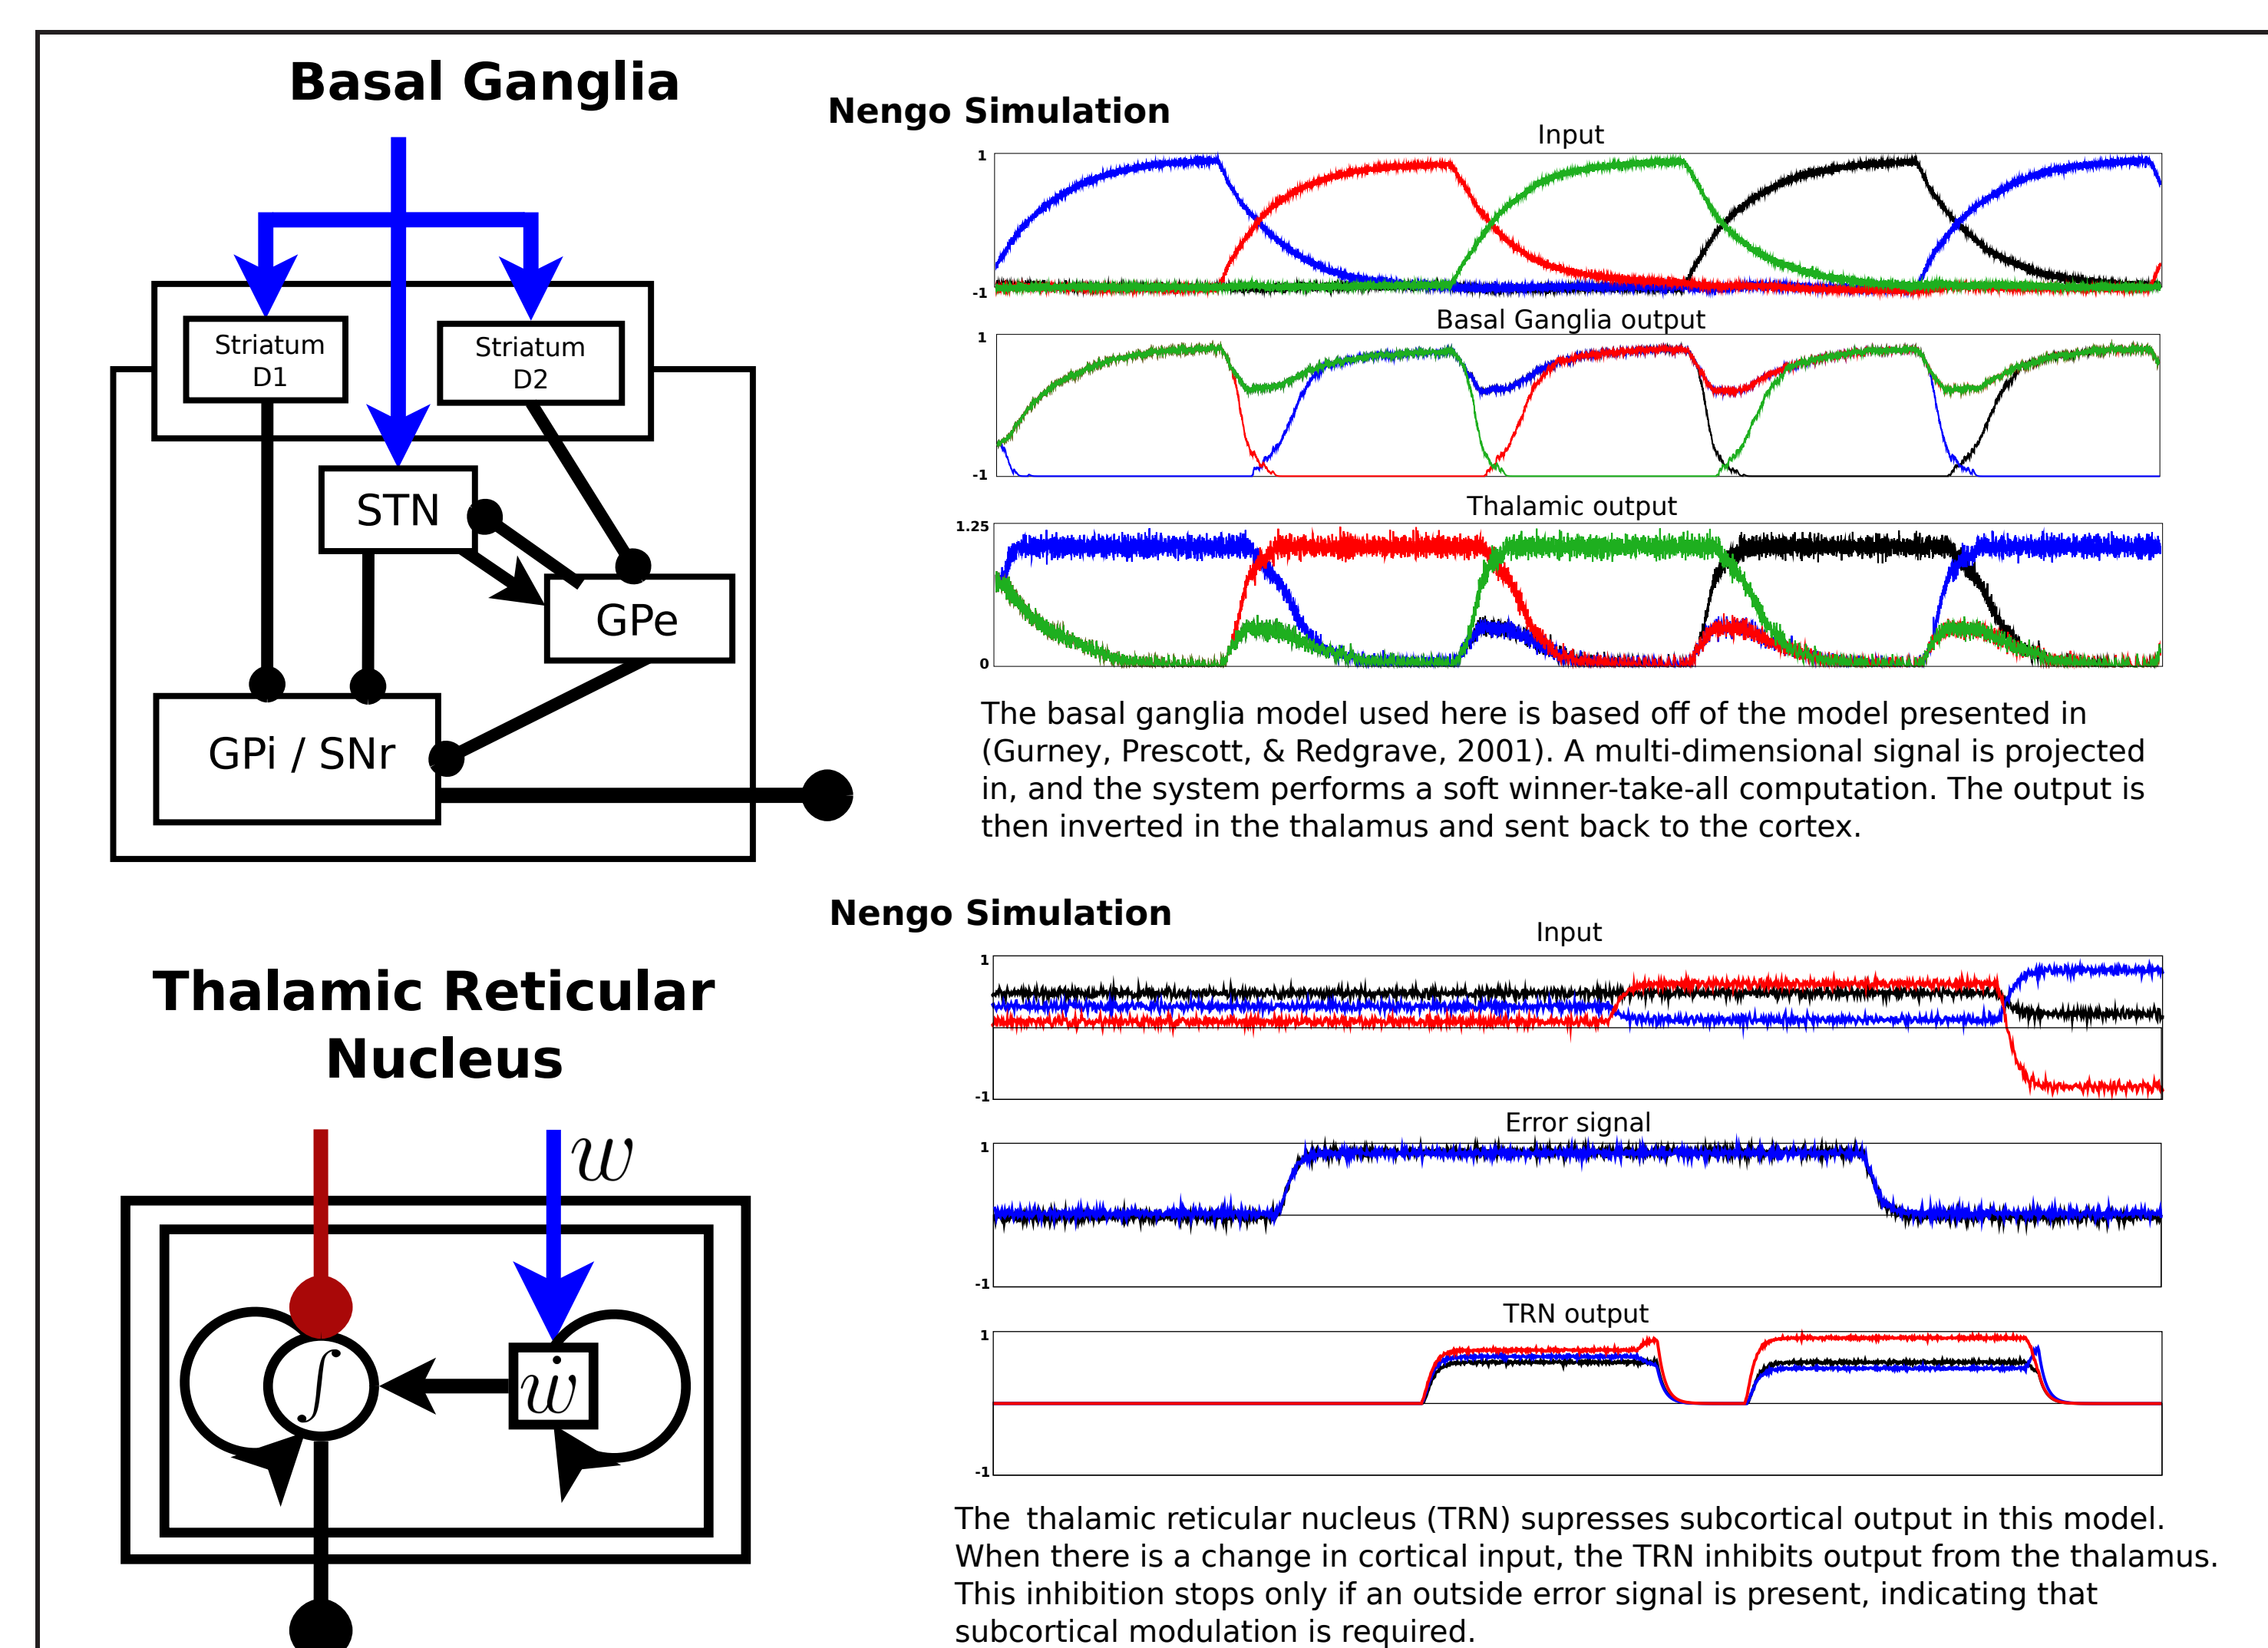 Basal Ganglia
Striatum
D1
Striatum
D2
STN
GPe
GPi / SNr
Nengo Simulation
Input
1
-1
Basal Ganglia output
1
-1
Thalamic output
1.25
0
The basal ganglia model used here is based off of the model presented in
(Gurney, Prescott, & Redgrave, 2001). A multi-dimensional signal is projected
in, and the system performs a soft winner-take-all computation. The output is
then inverted in the thalamus and sent back to the cortex.
Thalamic Reticular
Nucleus
w
∫
ẇ
Nengo Simulation
Input
1
-1
Error signal
1
-1
TRN output
1
-1
The thalamic reticular nucleus (TRN) supresses subcortical output in this model.
When there is a change in cortical input, the TRN inhibits output from the thalamus.
This inhibition stops only if an outside error signal is present, indicating that
subcortical modulation is required.